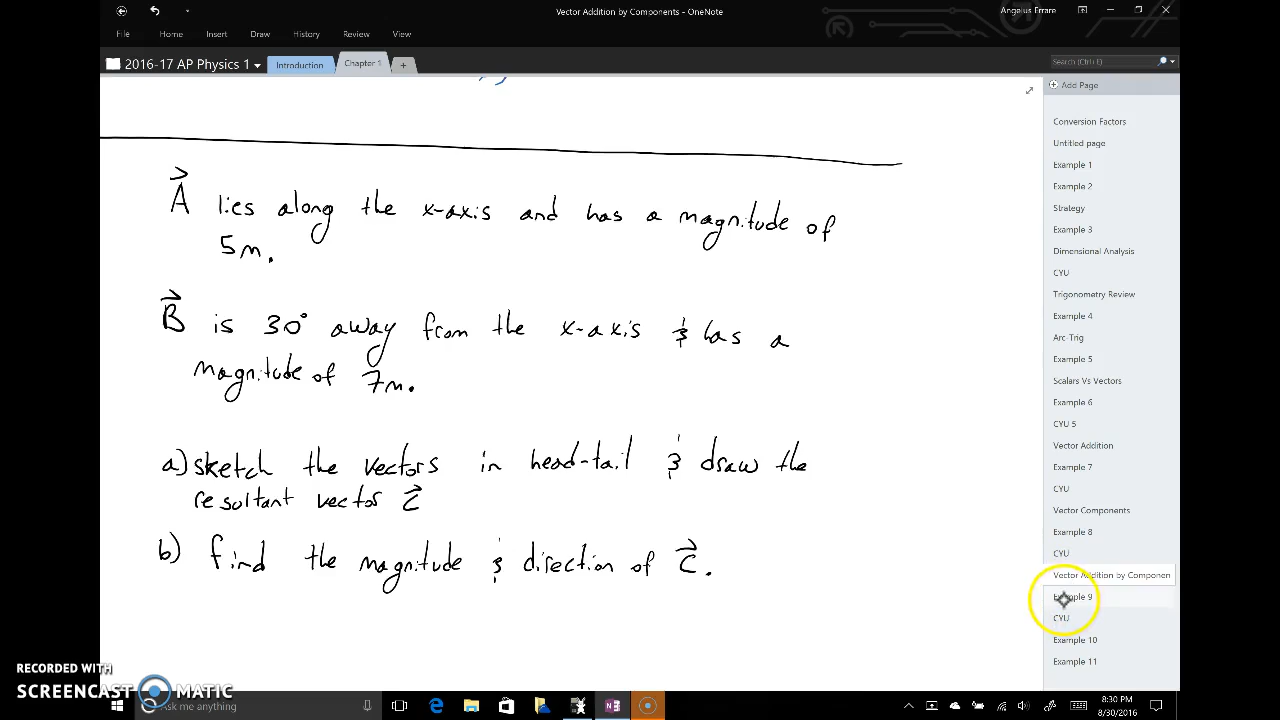 Vector Addition by Components - OneNote
Angelus Errare
File Home Insert Draw History Review View
2016-17 AP Physics 1
Introduction
Chapter 1
+
Search (Ctrl+E)
Add Page
A lies along the x-axis and has a magnitude of
5m.
B is 30° away from the x-axis & has a
magnitude of 7m.
a) sketch the vectors in head-tail & draw the
resultant vector C
b) find the magnitude & direction of C.
Conversion Factors
Untitled page
Example 1
Example 2
Strategy
Example 3
Dimensional Analysis
CYU
Trigonometry Review
Example 4
Arc-Trig
Example 5
Scalars Vs Vectors
Example 6
CYU 5
Vector Addition
Example 7
CYU
Vector Components
Example 8
CYU
Vector Addition by Componen
Example 9
CYU
Example 10
Example 11
RECORDED WITH
SCREENCAST MATIC
Ask me anything
8:30 PM
8/30/2016